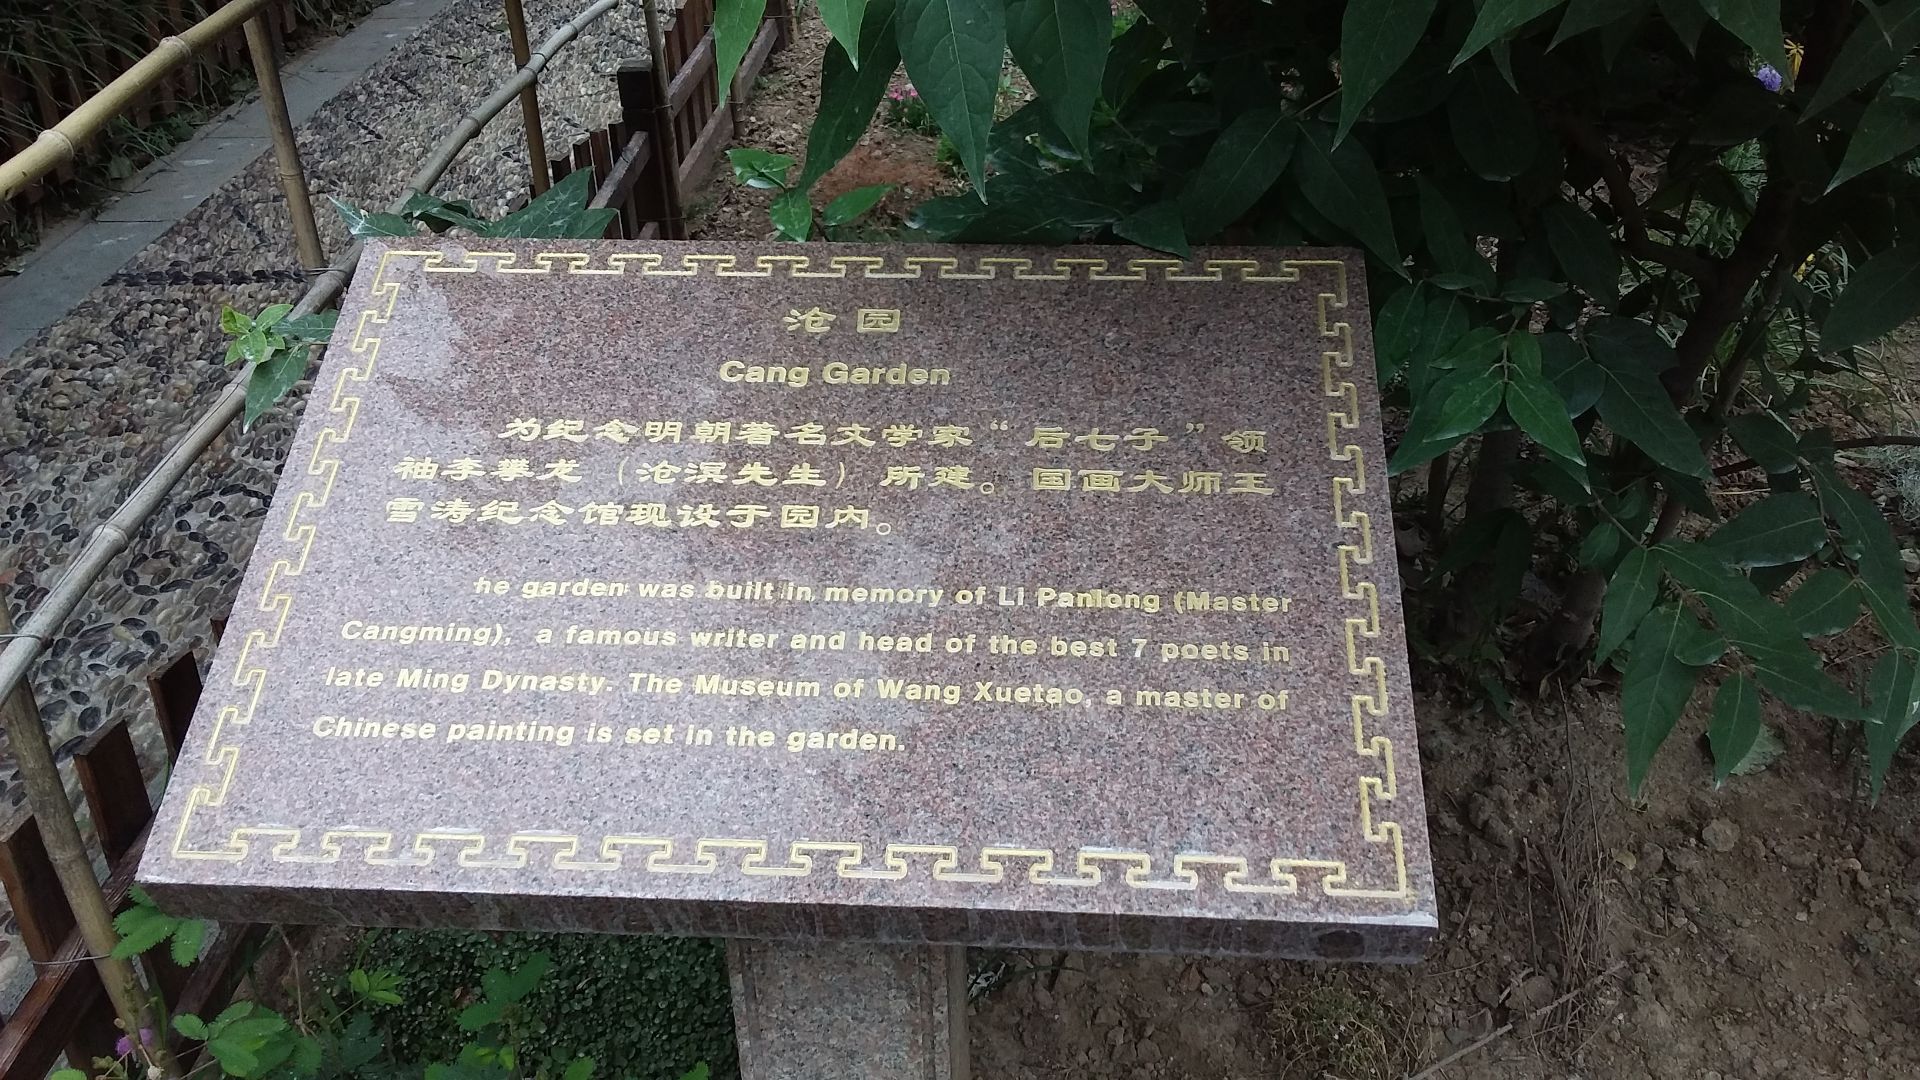 沧园
Cang Garden
为纪念明朝著名文学家“后七子”领
袖李攀龙（沧溟先生）所建。国画大师王
雪涛纪念馆现设于园内。
he garden was built in memory of Li Panlong (Master
Cangming), a famous writer and head of the best 7 poets in
late Ming Dynasty. The Museum of Wang Xuetao, a master of
Chinese painting is set in the garden.